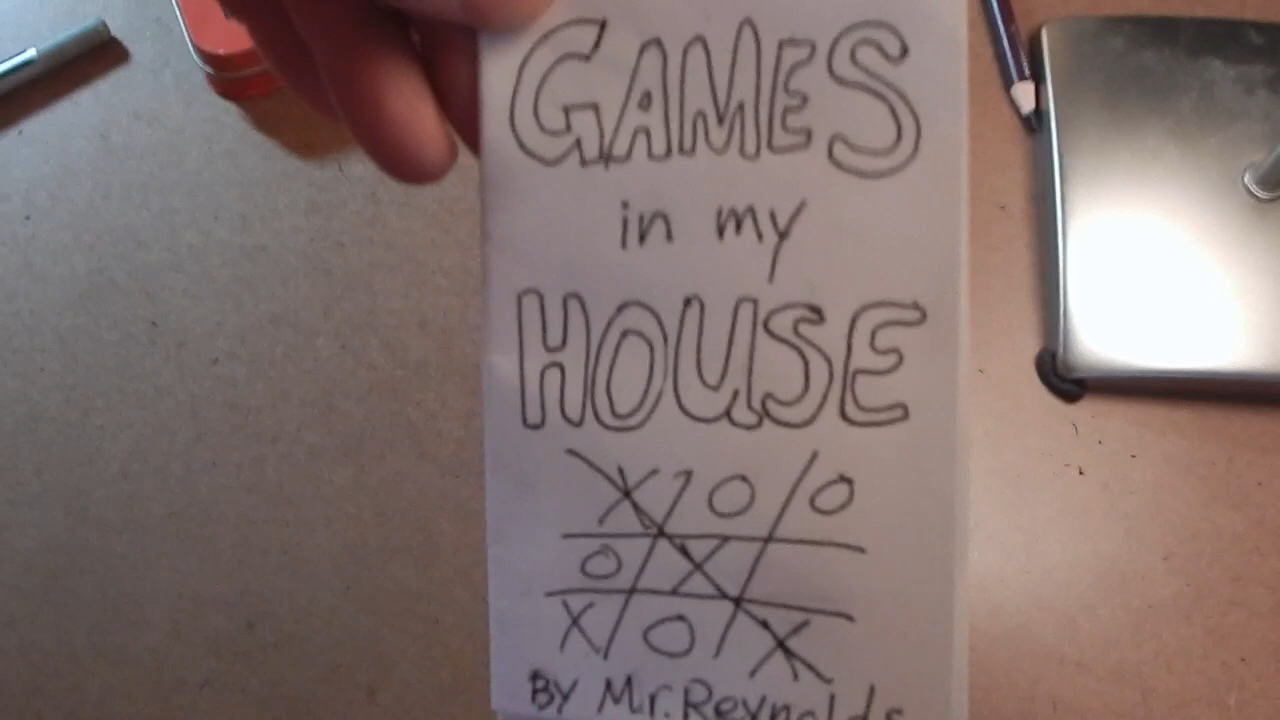 GAMES
in my
HOUSE
X O O
O X
X O X
BY Mr. Reynolds